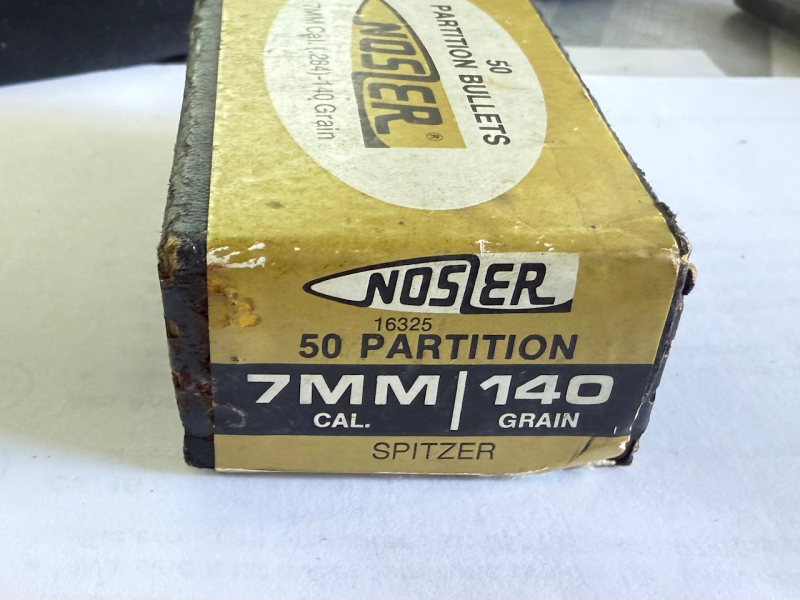 50
PARTITION BULLETS
NOSLER®
7MM Cal.(.284)-140 Grain
NOSLER
16325
50 PARTITION
7MM | 140
CAL. GRAIN
SPITZER